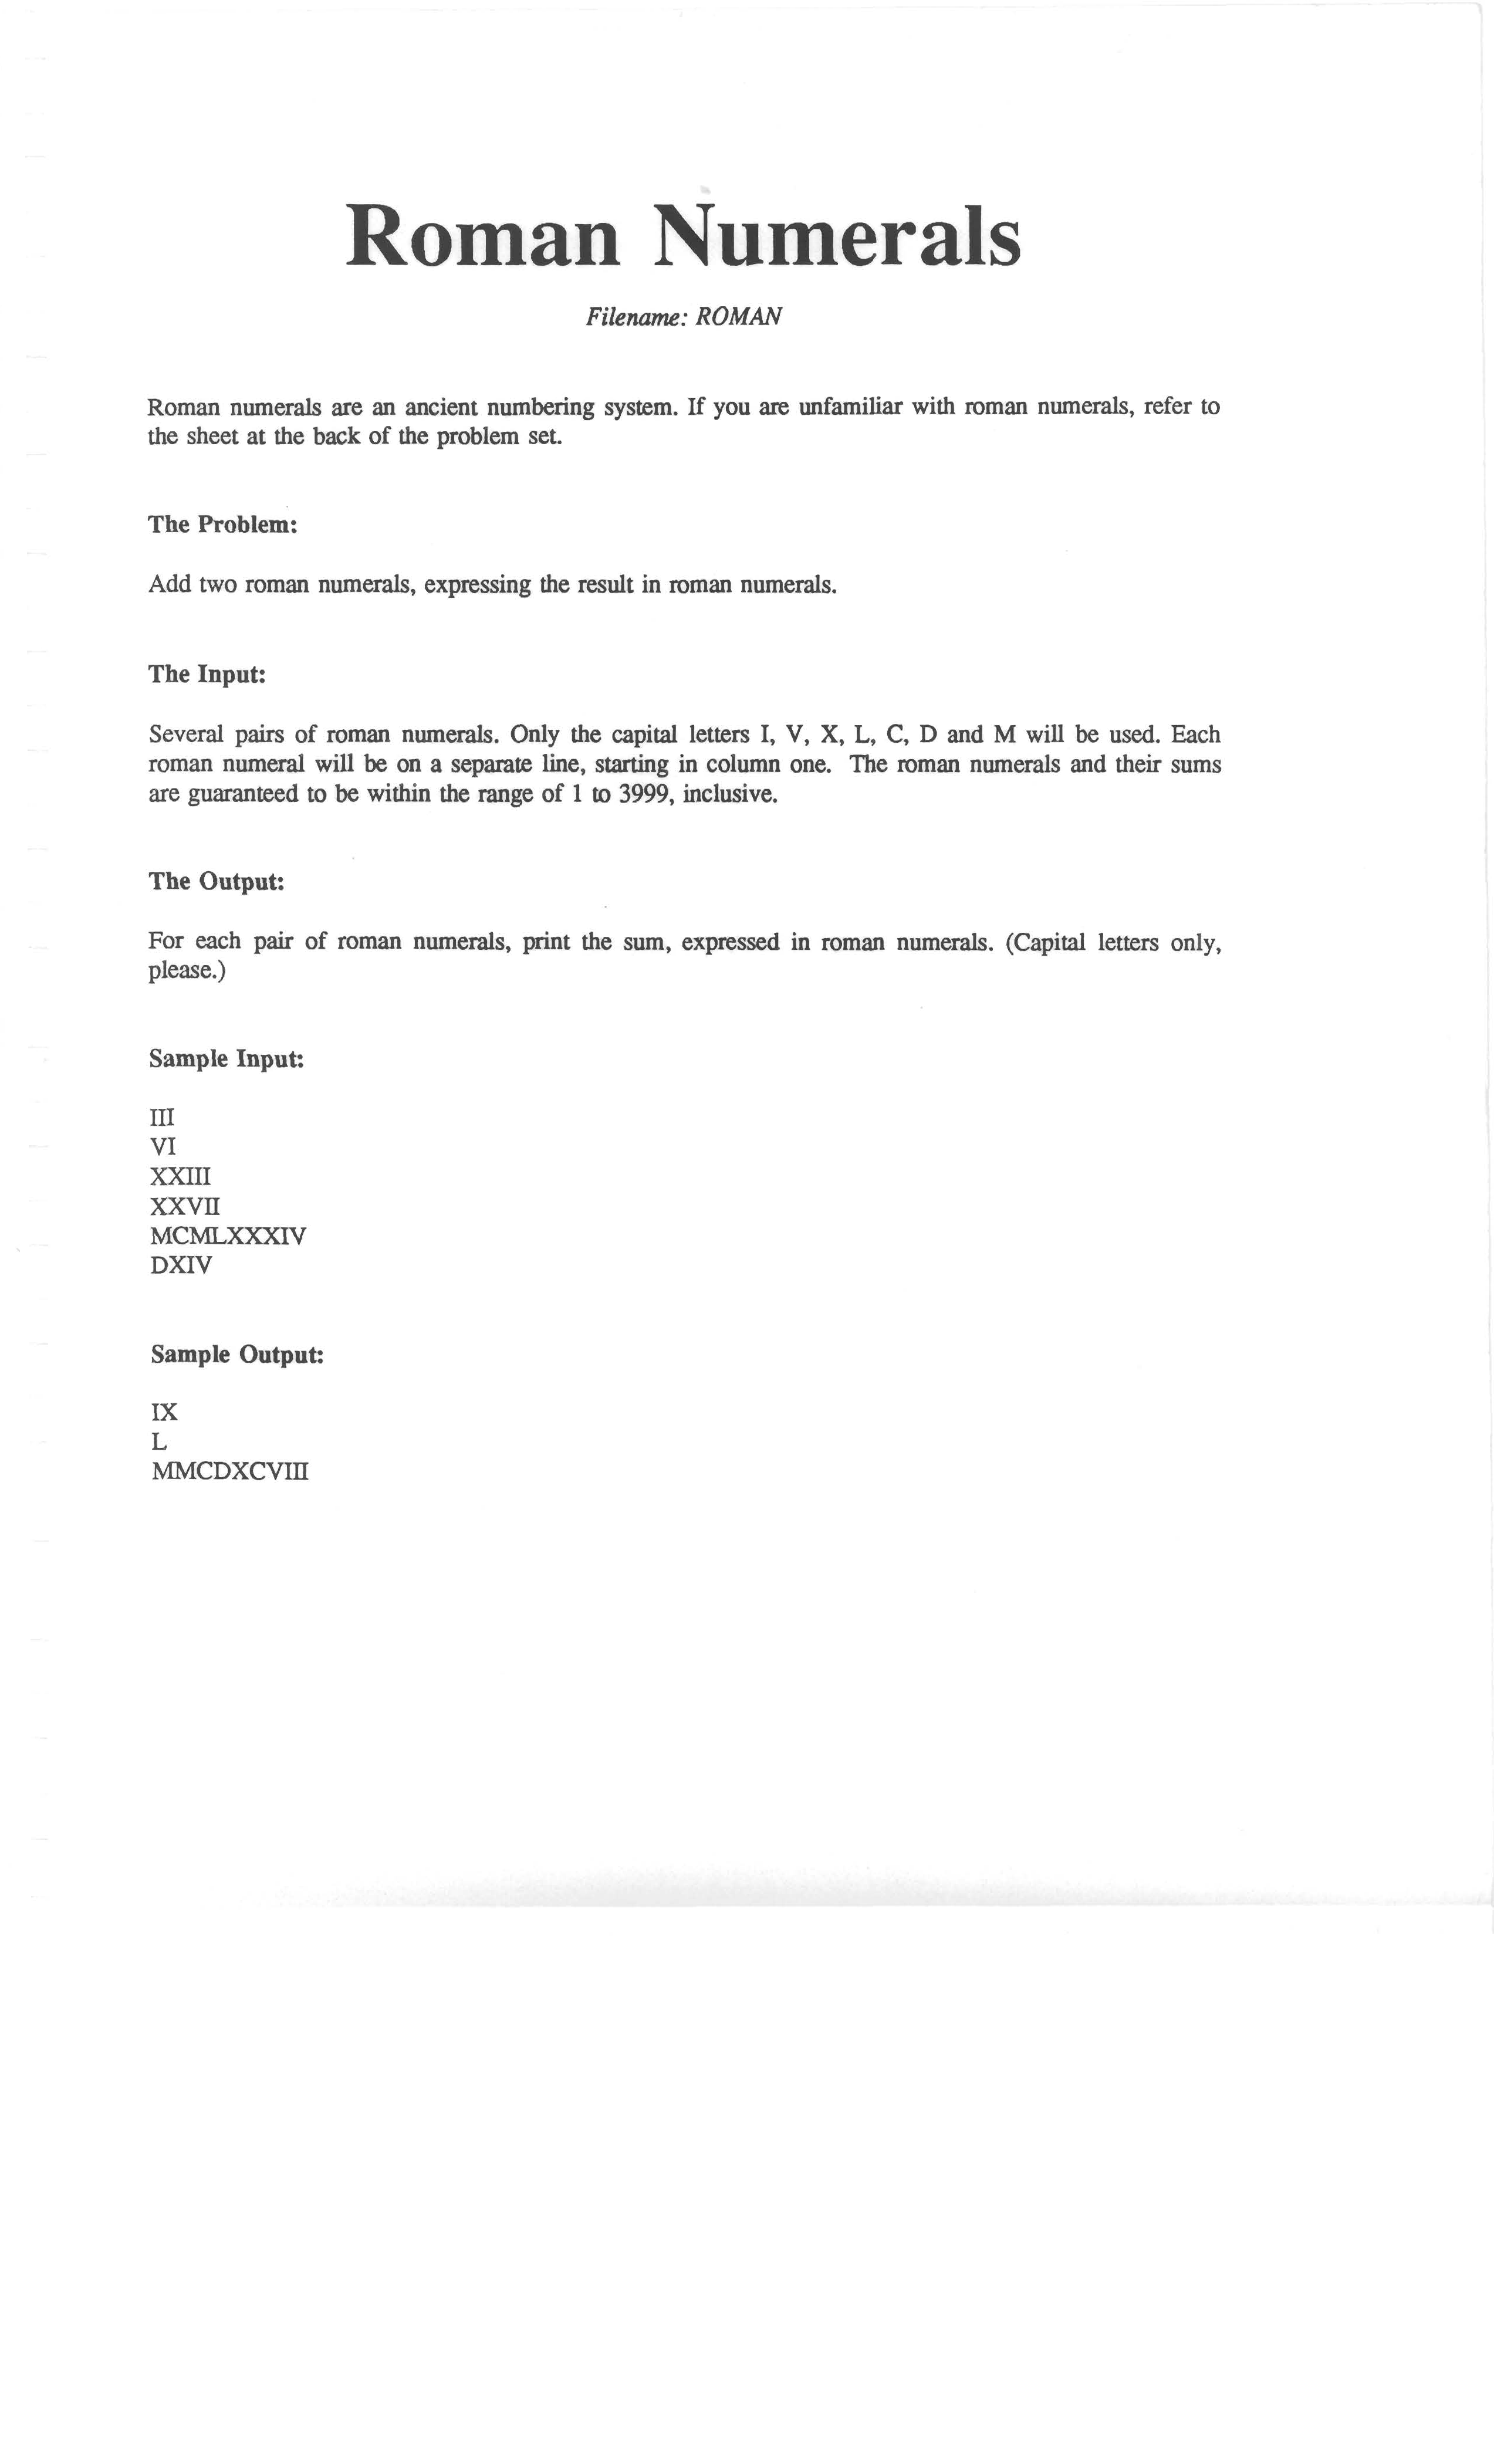 Roman Numerals
Filename: ROMAN
Roman numerals are an ancient numbering system. If you are unfamiliar with roman numerals, refer to
the sheet at the back of the problem set.
The Problem:
Add two roman numerals, expressing the result in roman numerals.
The Input:
Several pairs of roman numerals. Only the capital letters I, V, X, L, C, D and M will be used. Each
roman numeral will be on a separate line, starting in column one. The roman numerals and their sums
are guaranteed to be within the range of 1 to 3999, inclusive.
The Output:
For each pair of roman numerals, print the sum, expressed in roman numerals. (Capital letters only,
please.)
Sample Input:
III
VI
XXIII
XXVII
MCMLXXXIV
DXIV
Sample Output:
IX
L
MMCDXCVIII